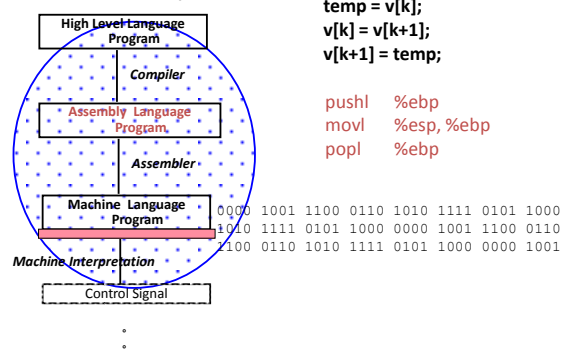 High Level Language
Program
temp = v[k];
v[k] = v[k+1];
v[k+1] = temp;
Compiler
Assembly Language
Program
pushl %ebp
movl %esp, %ebp
popl %ebp
Assembler
Machine Language
Program
0000 1001 1100 0110 1010 1111 0101 1000
1010 1111 0101 1000 0000 1001 1100 0110
1100 0110 1010 1111 0101 1000 0000 1001
Machine Interpretation
Control Signal